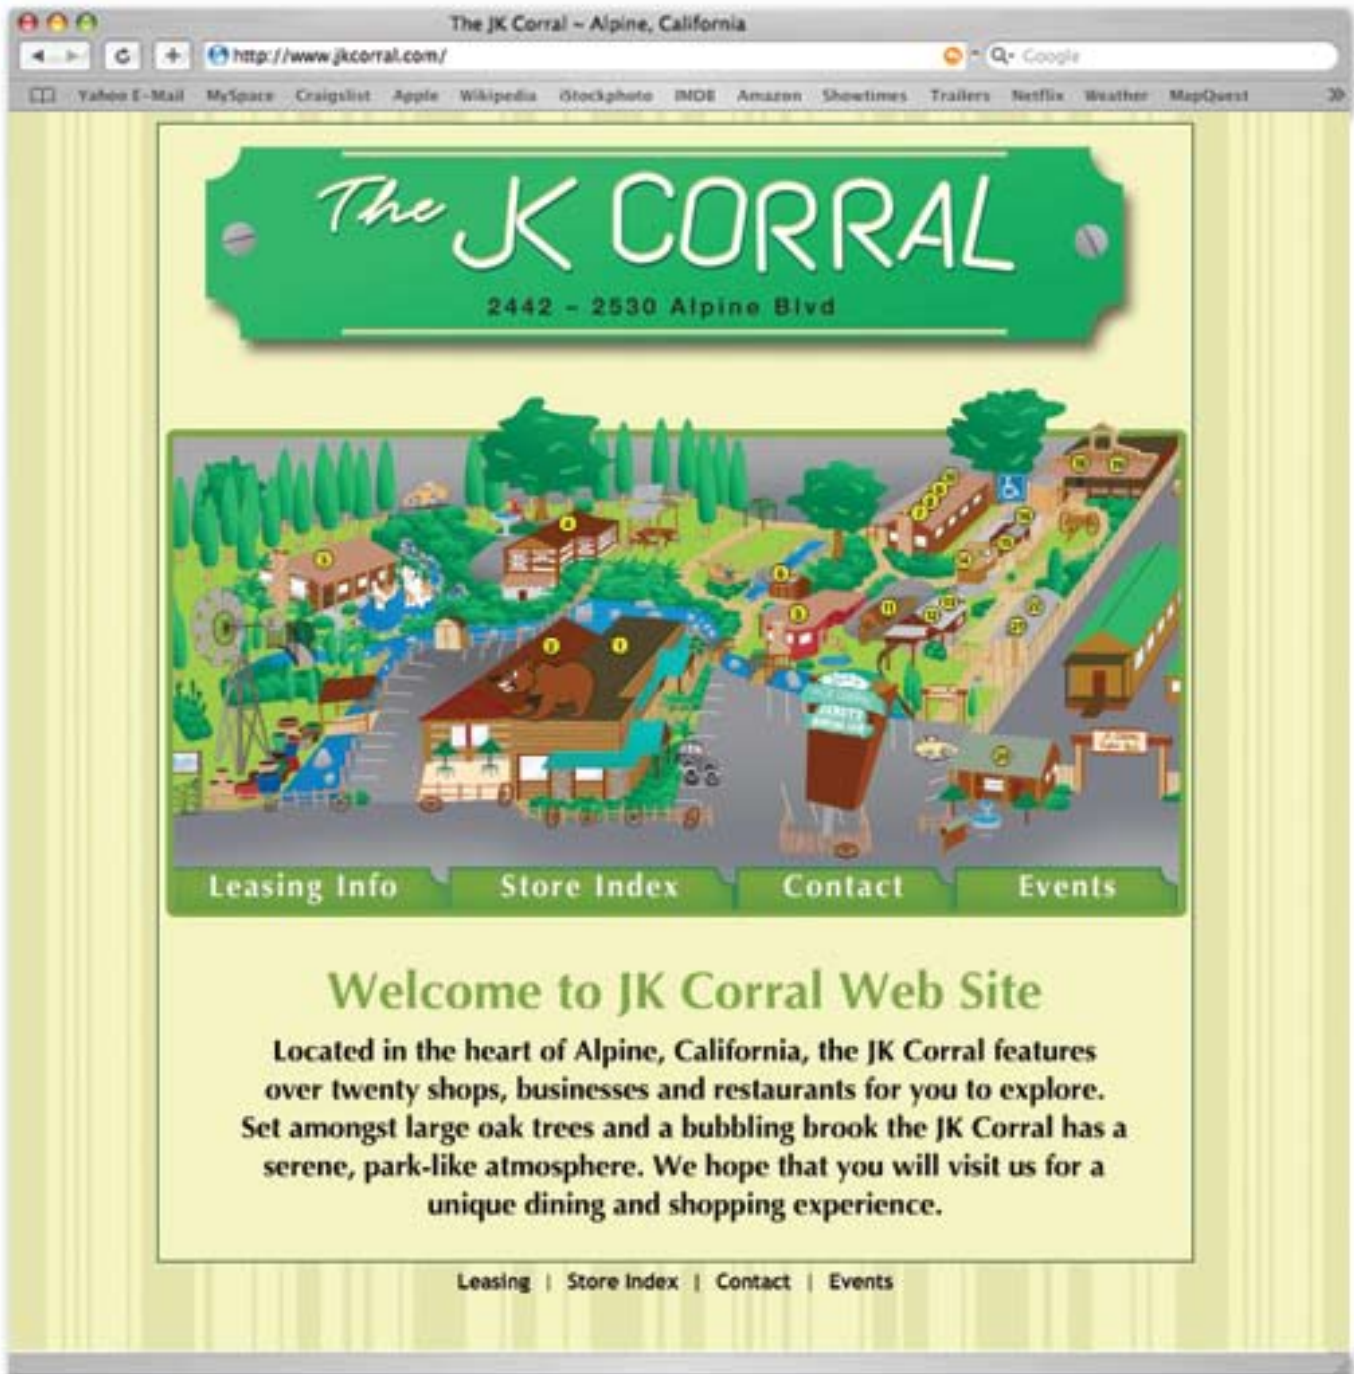 The JK Corral ~ Alpine, California
http://www.jkcorral.com/
Google
Yahoo E-Mail MySpace Craigslist Apple Wikipedia iStockphoto IMDB Amazon Showtimes Trailers Netflix Weather MapQuest
The JK CORRAL
2442 – 2530 Alpine Blvd
Leasing Info Store Index Contact Events
Welcome to JK Corral Web Site
Located in the heart of Alpine, California, the JK Corral features
over twenty shops, businesses and restaurants for you to explore.
Set amongst large oak trees and a bubbling brook the JK Corral has a
serene, park-like atmosphere. We hope that you will visit us for a
unique dining and shopping experience.
Leasing | Store Index | Contact | Events